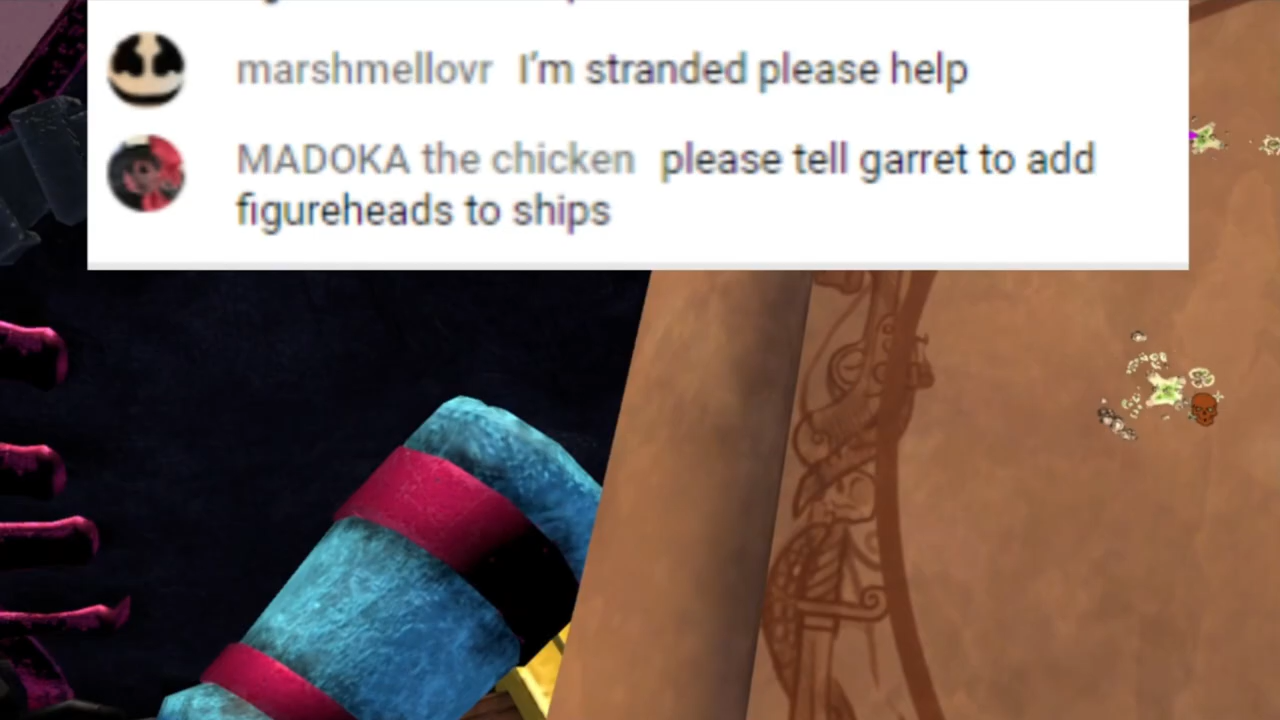 marshmellovr I'm stranded please help
MADOKA the chicken please tell garret to add
figureheads to ships